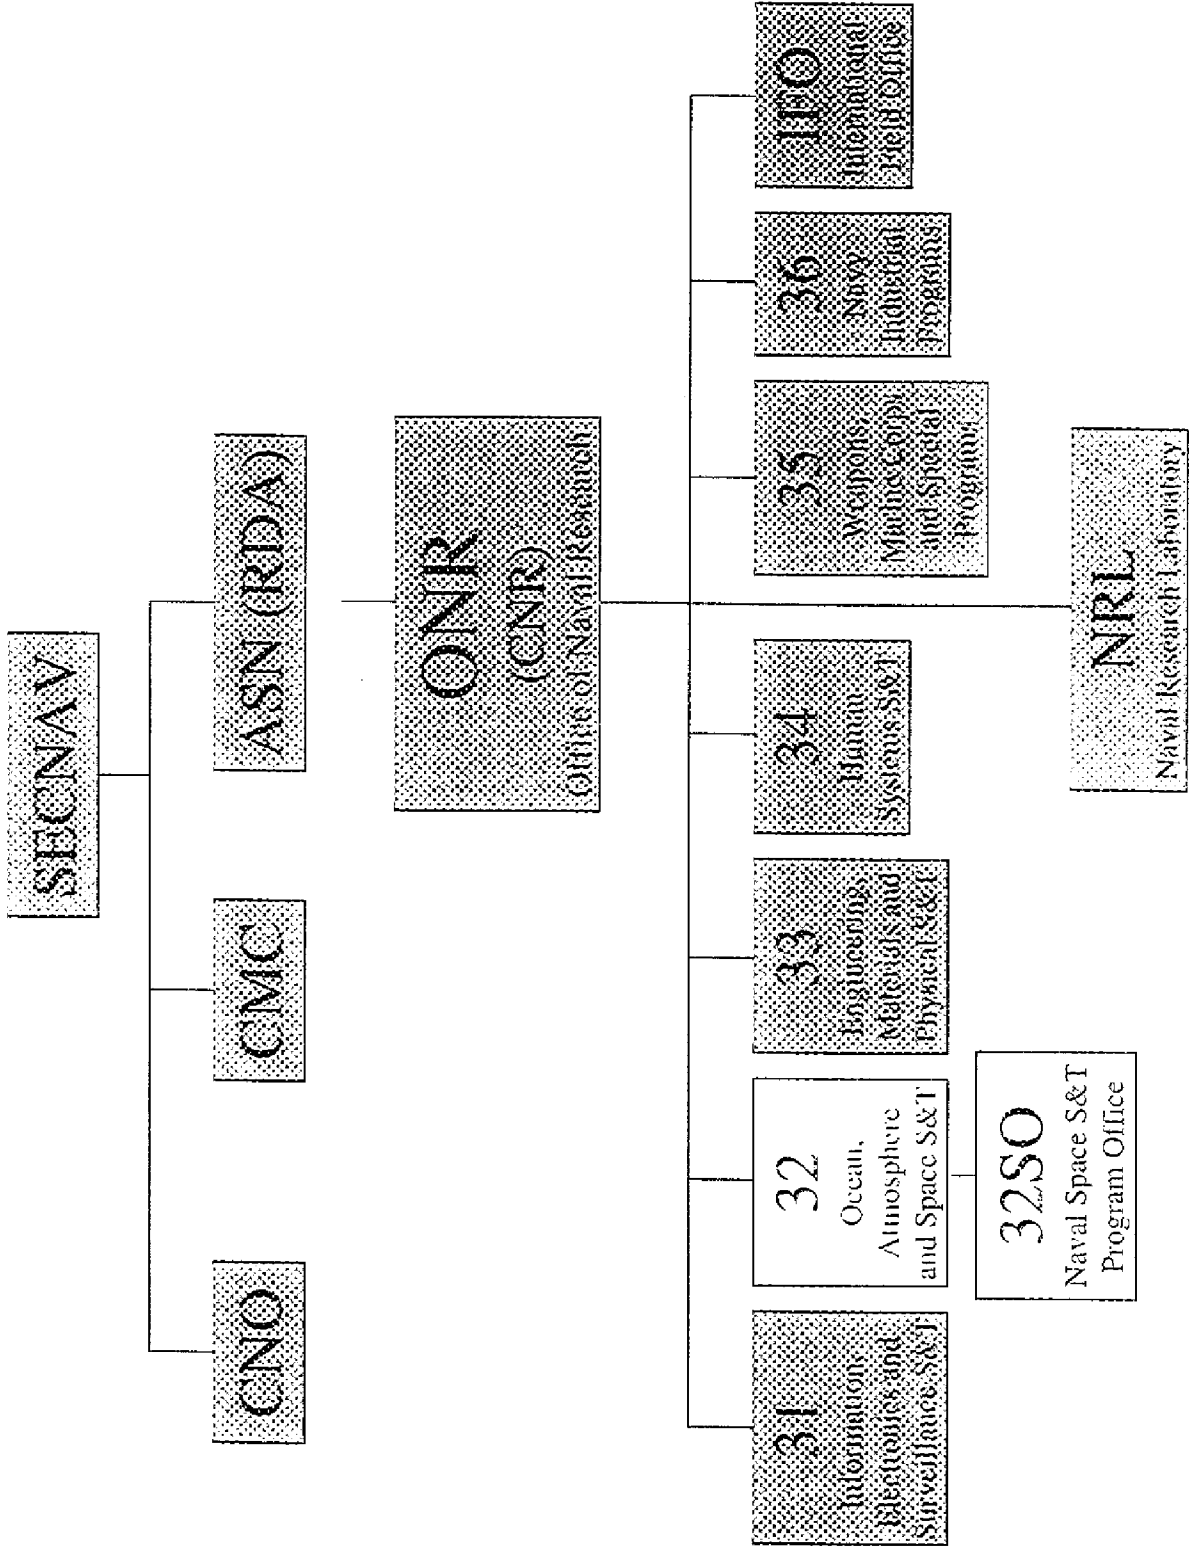 SECNAV
CNO
CMC
ASN (RDA)
ONR
(CNR)
Office of Naval Research
31
Information,
Electronics and
Surveillance S&T
32
Ocean,
Atmosphere
and Space S&T
32SO
Naval Space S&T
Program Office
33
Engineering,
Materials and
Physical S&T
34
Human
Systems S&T
35
Weapons,
Marine Corps
and Special
Programs
36
Navy
Industrial
Programs
IFO
International
Field Office
NRL
Naval Research Laboratory